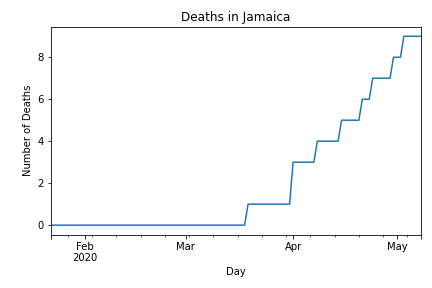 Deaths in Jamaica
Number of Deaths
8
6
4
2
0
Feb
2020
Mar
Apr
May
Day